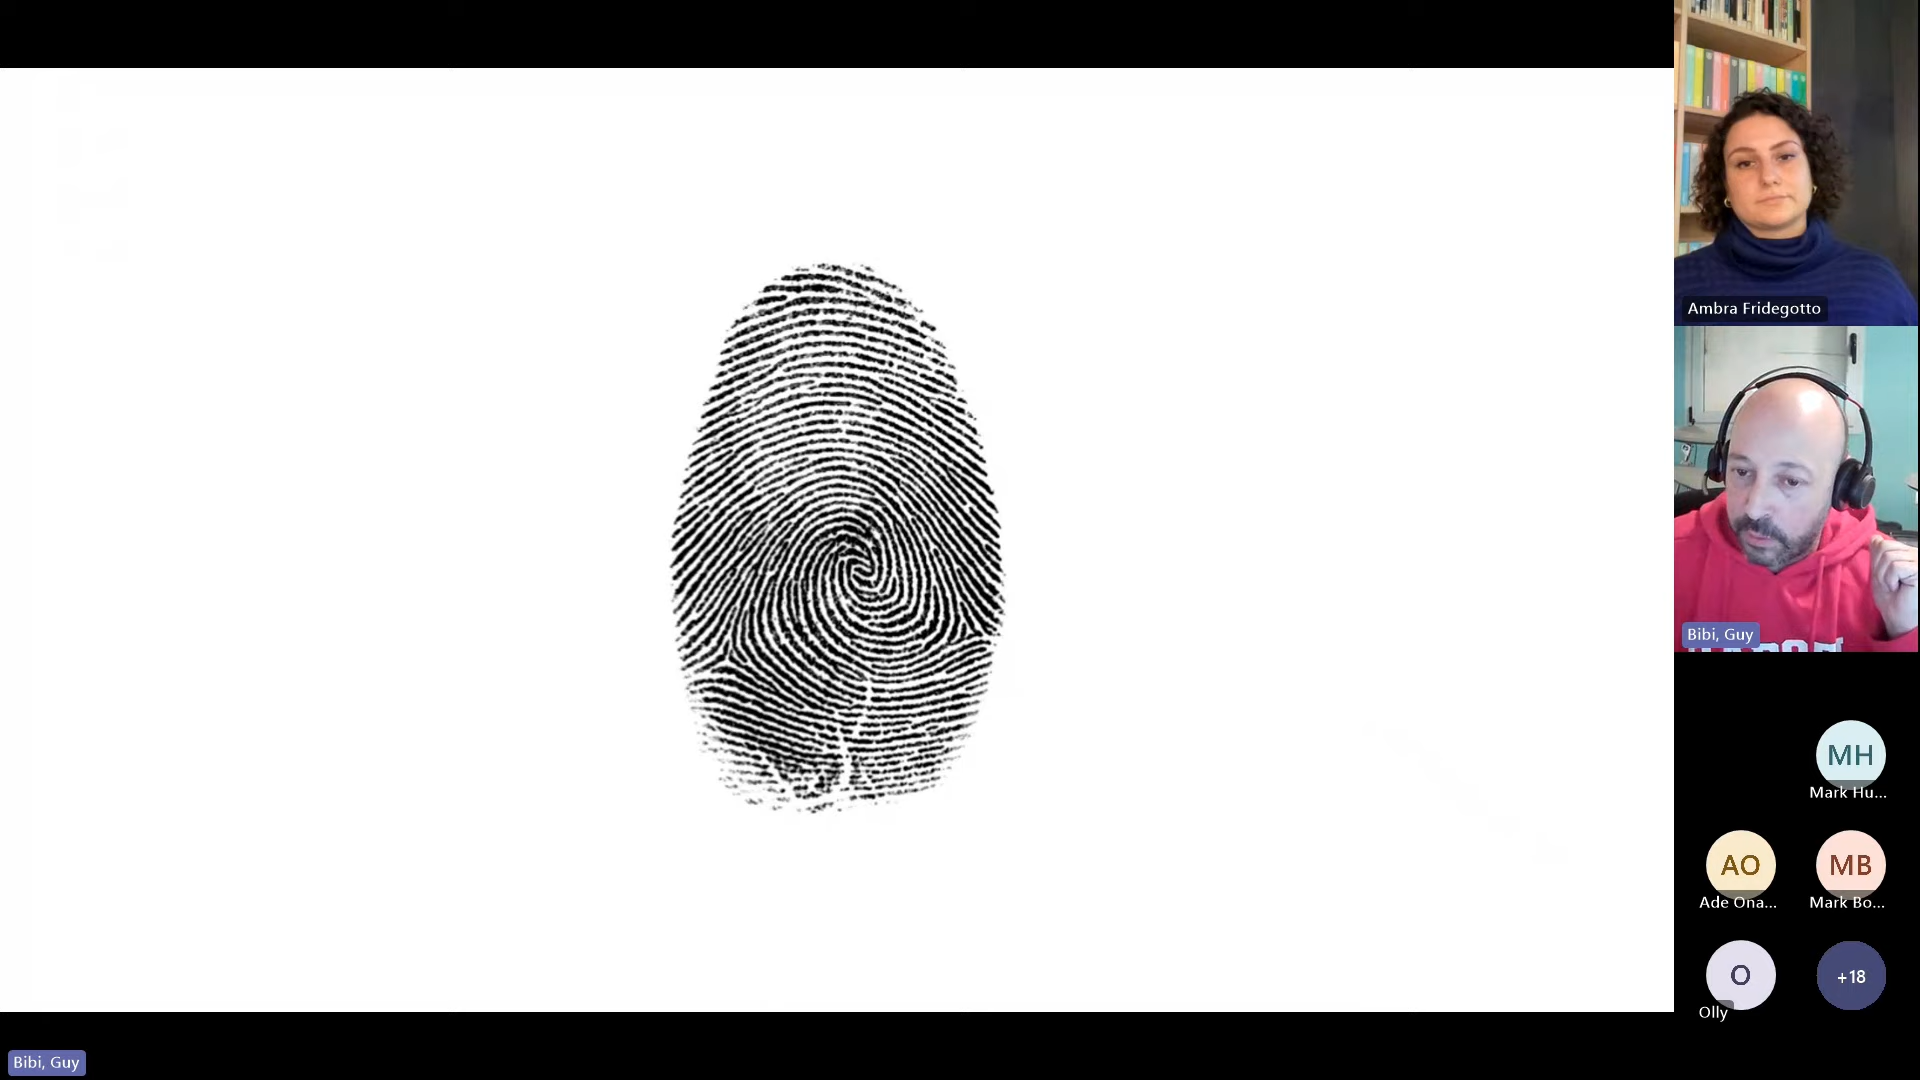 Ambra Fridegotto
Bibi, Guy
MH
Mark Hu...
AO
MB
Ade Ona...
Mark Bo...
O
+18
Olly
Bibi, Guy